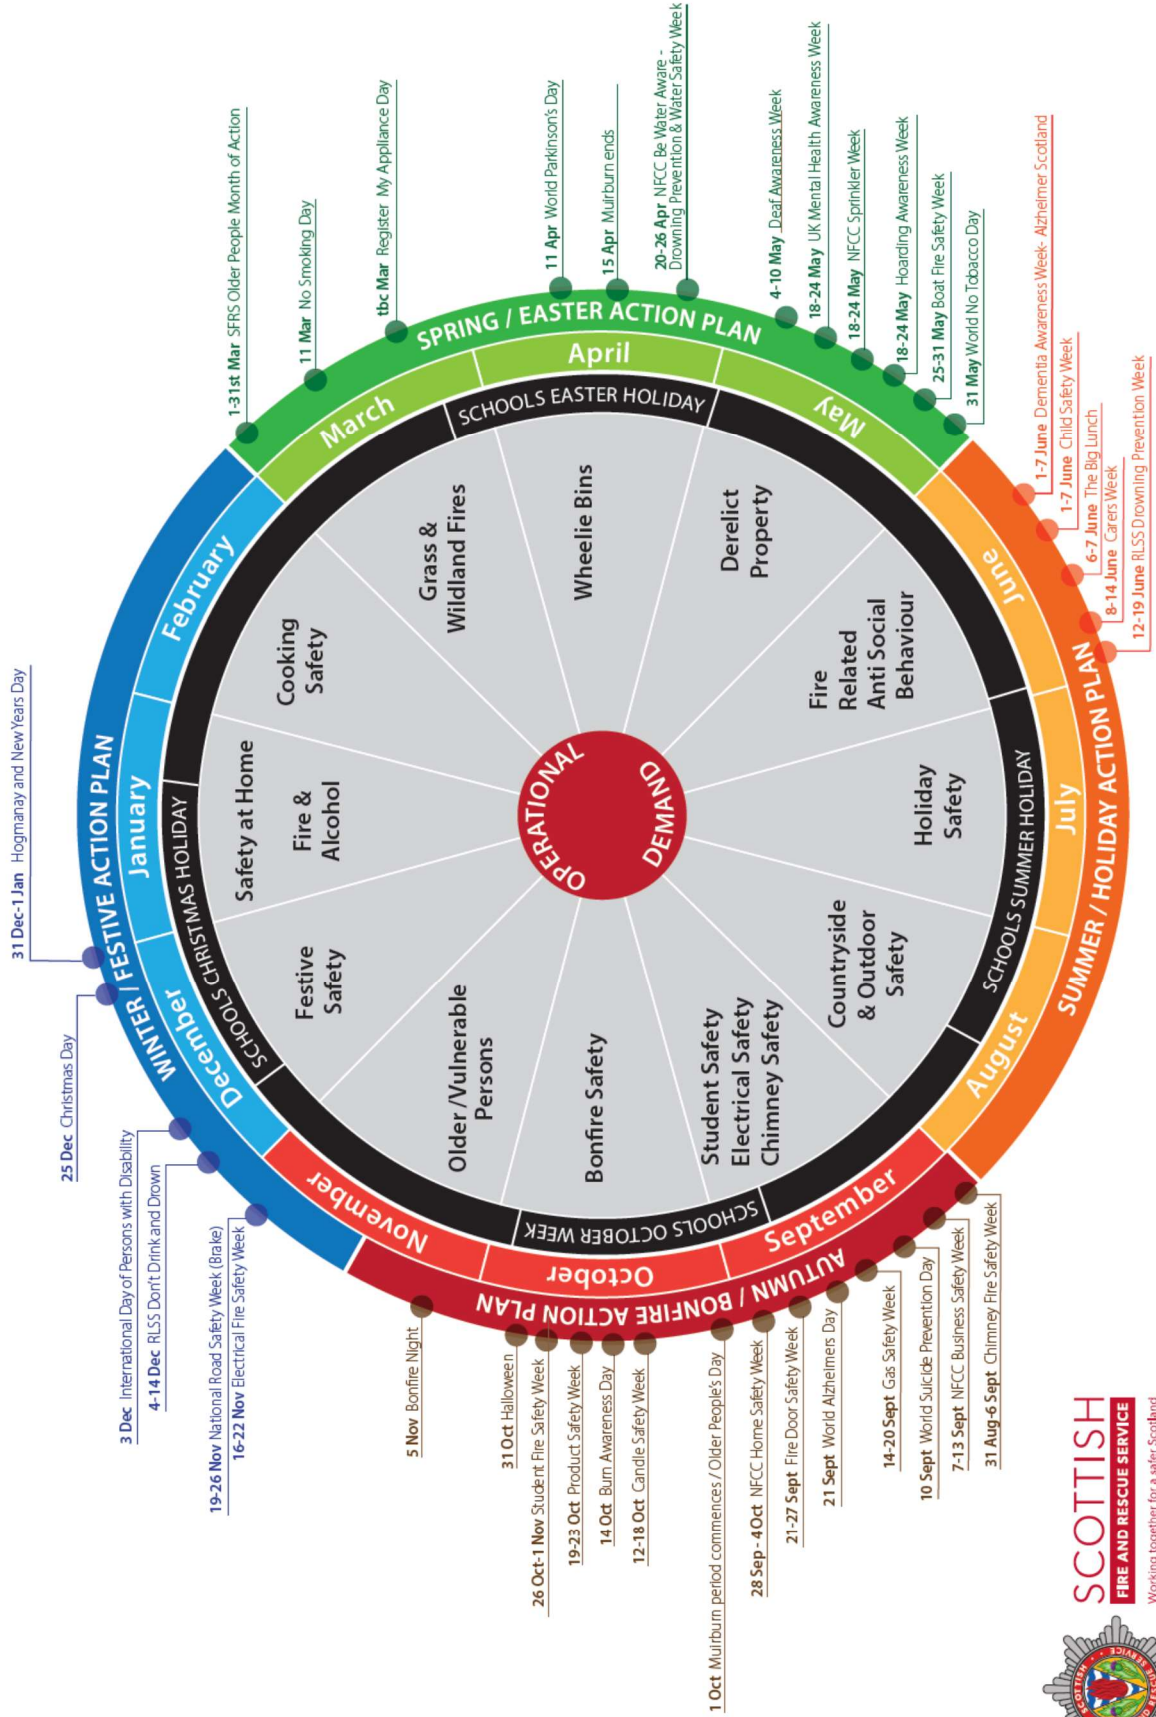 31 Dec-1 Jan Hogmanay and New Years Day
25 Dec Christmas Day
3 Dec International Day of Persons with Disability
4-14 Dec RLSS Don't Drink and Drown
19-26 Nov National Road Safety Week (Brake)
16-22 Nov Electrical Fire Safety Week
5 Nov Bonfire Night
31 Oct Halloween
26 Oct-1 Nov Student Fire Safety Week
19-23 Oct Product Safety Week
14 Oct Burn Awareness Day
12-18 Oct Candle Safety Week
1 Oct Muirburn period commences / Older People's Day
28 Sep - 4 Oct NFCC Home Safety Week
21-27 Sept Fire Door Safety Week
21 Sept World Alzheimers Day
14-20 Sept Gas Safety Week
10 Sept World Suicide Prevention Day
7-13 Sept NFCC Business Safety Week
31 Aug-6 Sept Chimney Fire Safety Week
1-31st Mar SFRS Older People Month of Action
11 Mar No Smoking Day
tbc Mar Register My Appliance Day
11 Apr World Parkinson's Day
15 Apr Muirburn ends
20-26 Apr NFCC Be Water Aware -
Drowning Prevention & Water Safety Week
4-10 May Deaf Awareness Week
18-24 May UK Mental Health Awareness Week
18-24 May NFCC Sprinkler Week
18-24 May Hoarding Awareness Week
25-31 May Boat Fire Safety Week
31 May World No Tobacco Day
1-7 June Dementia Awareness Week- Alzheimer Scotland
1-7 June Child Safety Week
6-7 June The Big Lunch
8-14 June Carers Week
12-19 June RLSS Drowning Prevention Week
WINTER / FESTIVE ACTION PLAN
SPRING / EASTER ACTION PLAN
SUMMER / HOLIDAY ACTION PLAN
AUTUMN / BONFIRE ACTION PLAN
January
February
March
April
May
June
July
August
September
October
November
December
SCHOOLS CHRISTMAS HOLIDAY
SCHOOLS EASTER HOLIDAY
SCHOOLS SUMMER HOLIDAY
SCHOOLS OCTOBER WEEK
Safety at Home
Fire &
Alcohol
Cooking
Safety
Grass &
Wildland Fires
Wheelie Bins
Derelict
Property
Fire
Related
Anti Social
Behaviour
Holiday
Safety
Countryside
& Outdoor
Safety
Student Safety
Electrical Safety
Chimney Safety
Bonfire Safety
Older /Vulnerable
Persons
Festive
Safety
OPERATIONAL
DEMAND
SCOTTISH
FIRE AND RESCUE SERVICE
Working together for a safer Scotland
SCOTTISH